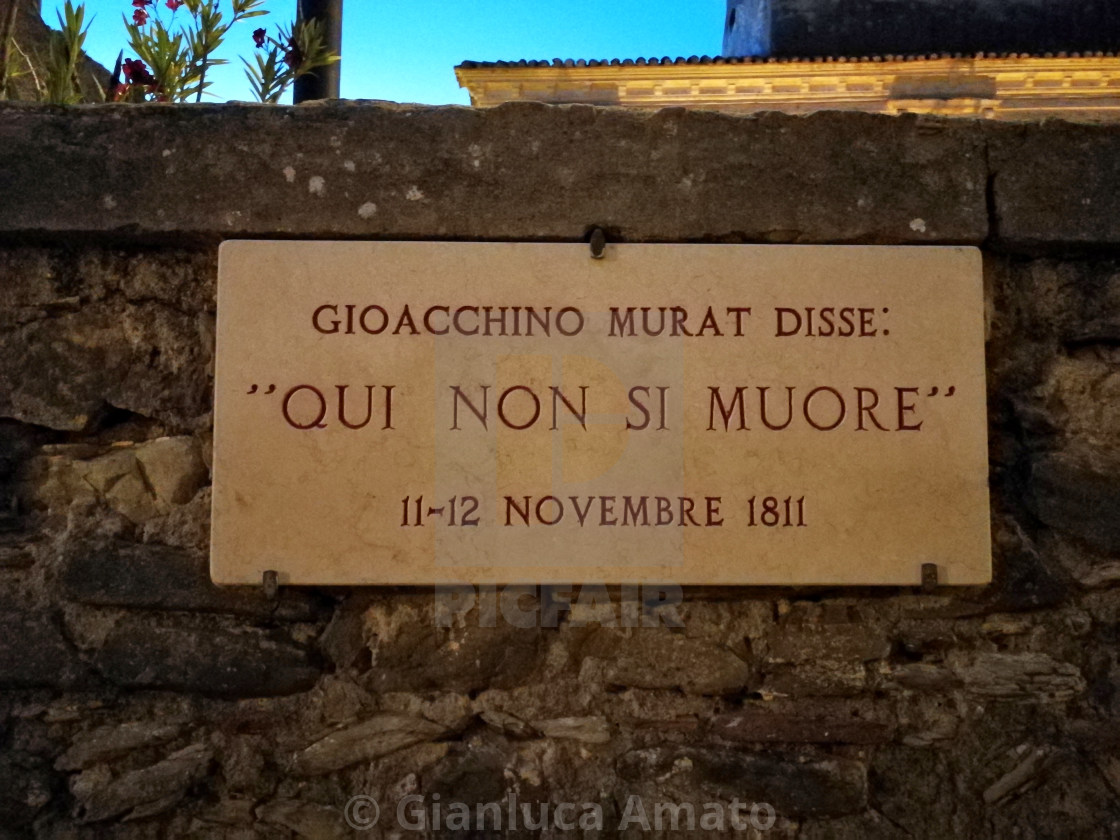 GIOACCHINO MURAT DISSE:
"QUI NON SI MUORE"
11-12 NOVEMBRE 1811
PICFAIR
© Gianluca Amato